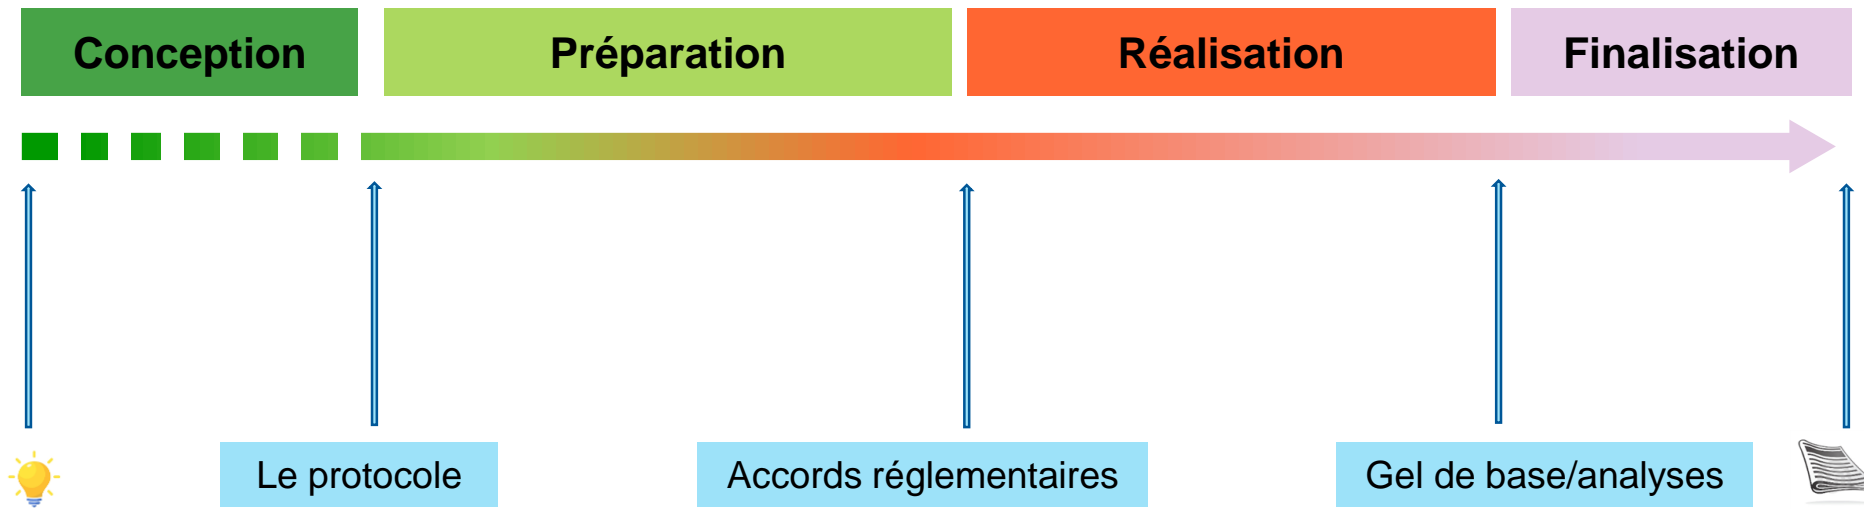 Conception
Préparation
Réalisation
Finalisation
Le protocole
Accords réglementaires
Gel de base/analyses